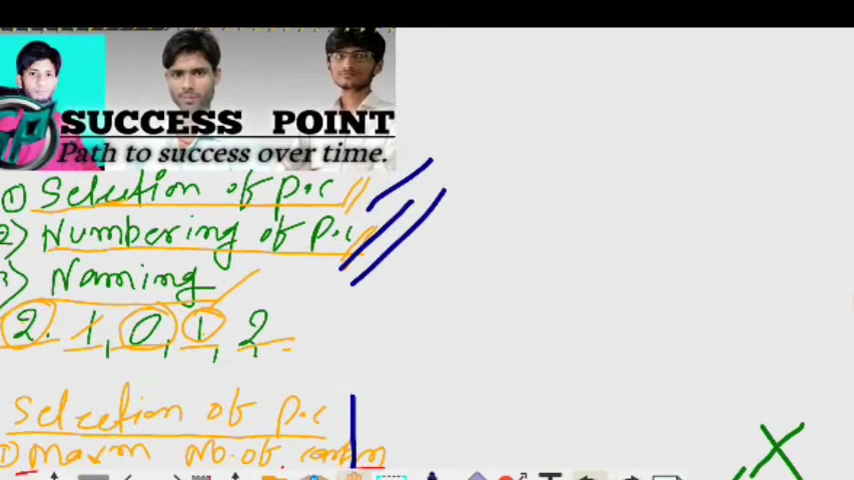 SUCCESS POINT
Path to success over time.
① Selection of p.c
2) Numbering of P.c
3) Naming
2. 1, 0, 1, 2
Selection of p.c
① Maxm No. of
X